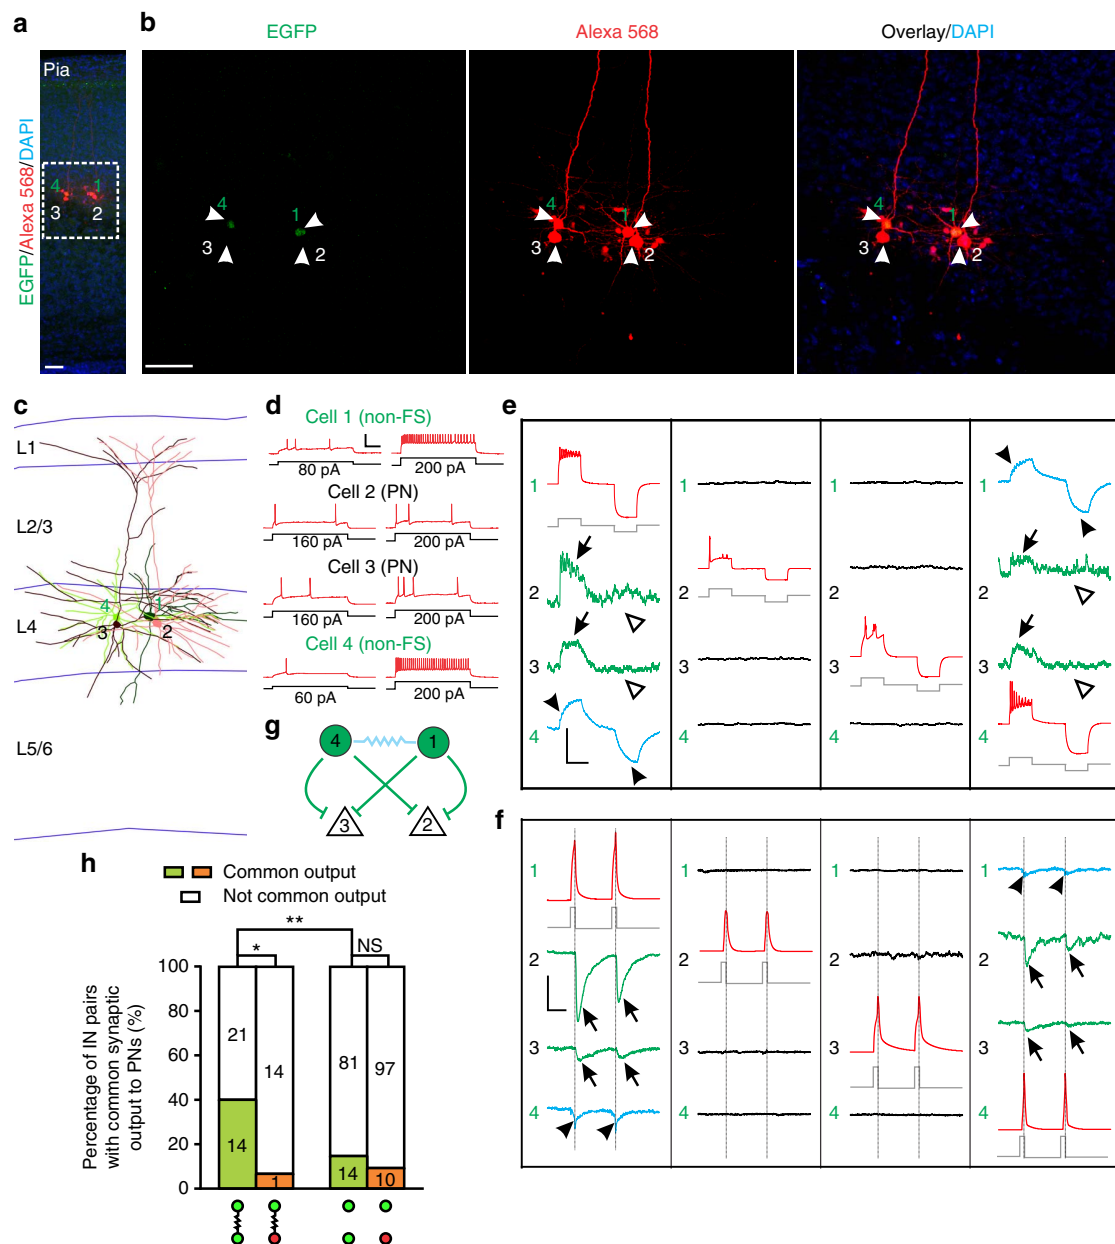 a
Pia
4
1
3
2
EGFP/Alexa 568/DAPI
b
EGFP
Alexa 568
Overlay/DAPI
4
1
3
2
4
1
3
2
4
1
3
2
c
L1
L2/3
L4
L5/6
4
1
3
2
d
Cell 1 (non-FS)
80 pA
200 pA
Cell 2 (PN)
160 pA
200 pA
Cell 3 (PN)
160 pA
200 pA
Cell 4 (non-FS)
60 pA
200 pA
e
1
1
1
1
2
2
2
2
3
3
3
3
4
4
4
4
f
1
1
1
1
2
2
2
2
3
3
3
3
4
4
4
4
g
4
1
3
2
h
Common output
Not common output
**
*
NS
Percentage of IN pairs
with common synaptic
output to PNs (%)
100
80
60
40
20
0
21
14
81
97
14
1
14
10